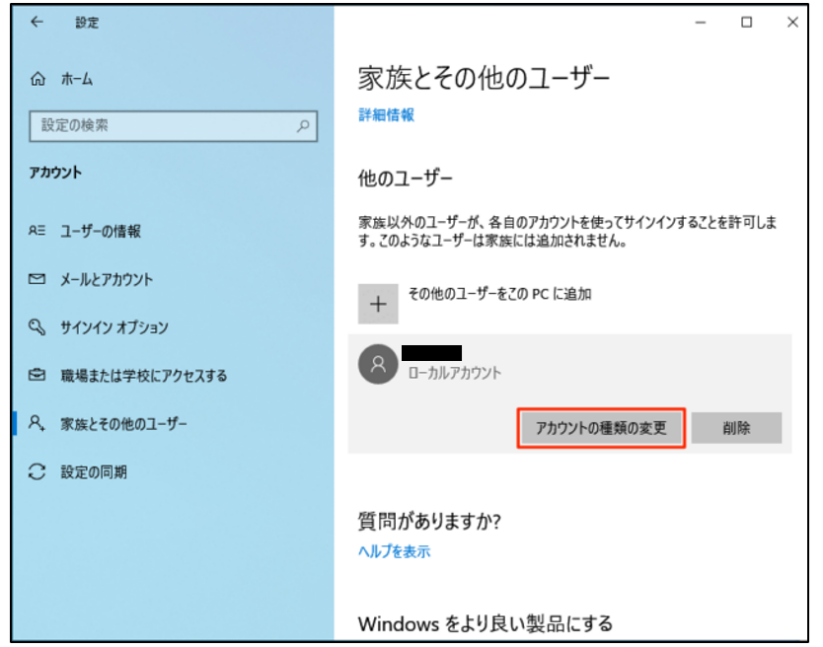 設定
ホーム
設定の検索
アカウント
ユーザーの情報
メールとアカウント
サインイン オプション
職場または学校にアクセスする
家族とその他のユーザー
設定の同期
家族とその他のユーザー
詳細情報
他のユーザー
家族以外のユーザーが、各自のアカウントを使ってサインインすることを許可しま
す。このようなユーザーは家族には追加されません。
その他のユーザーをこの PC に追加
ローカルアカウント
アカウントの種類の変更
削除
質問がありますか?
ヘルプを表示
Windows をより良い製品にする